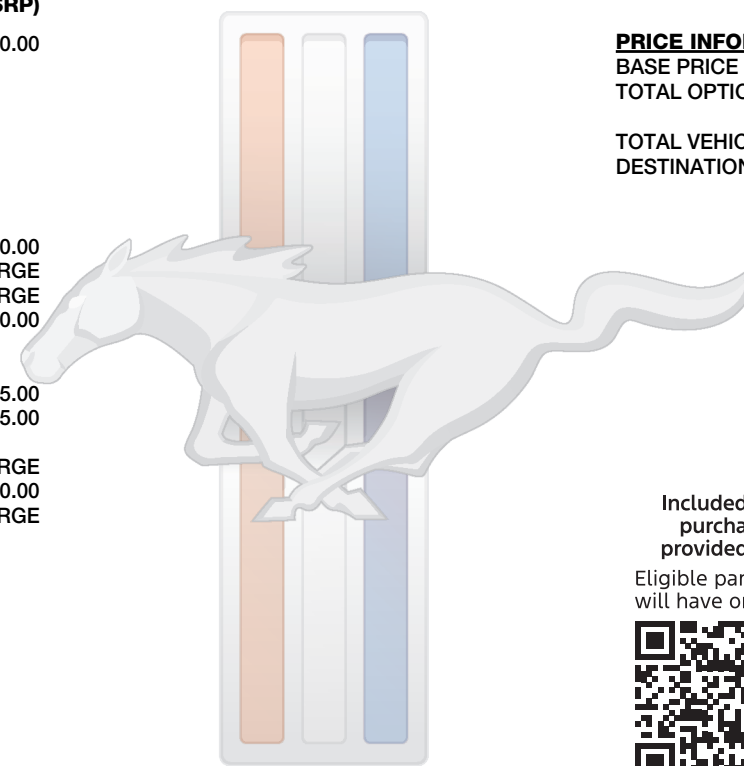 SRP)
0.00
0.00
RGE
RGE
0.00
5.00
5.00
RGE
0.00
RGE
PRICE INFO
BASE PRICE
TOTAL OPTIO
TOTAL VEHIC
DESTINATION
Included
purcha
provided
Eligible par
will have or